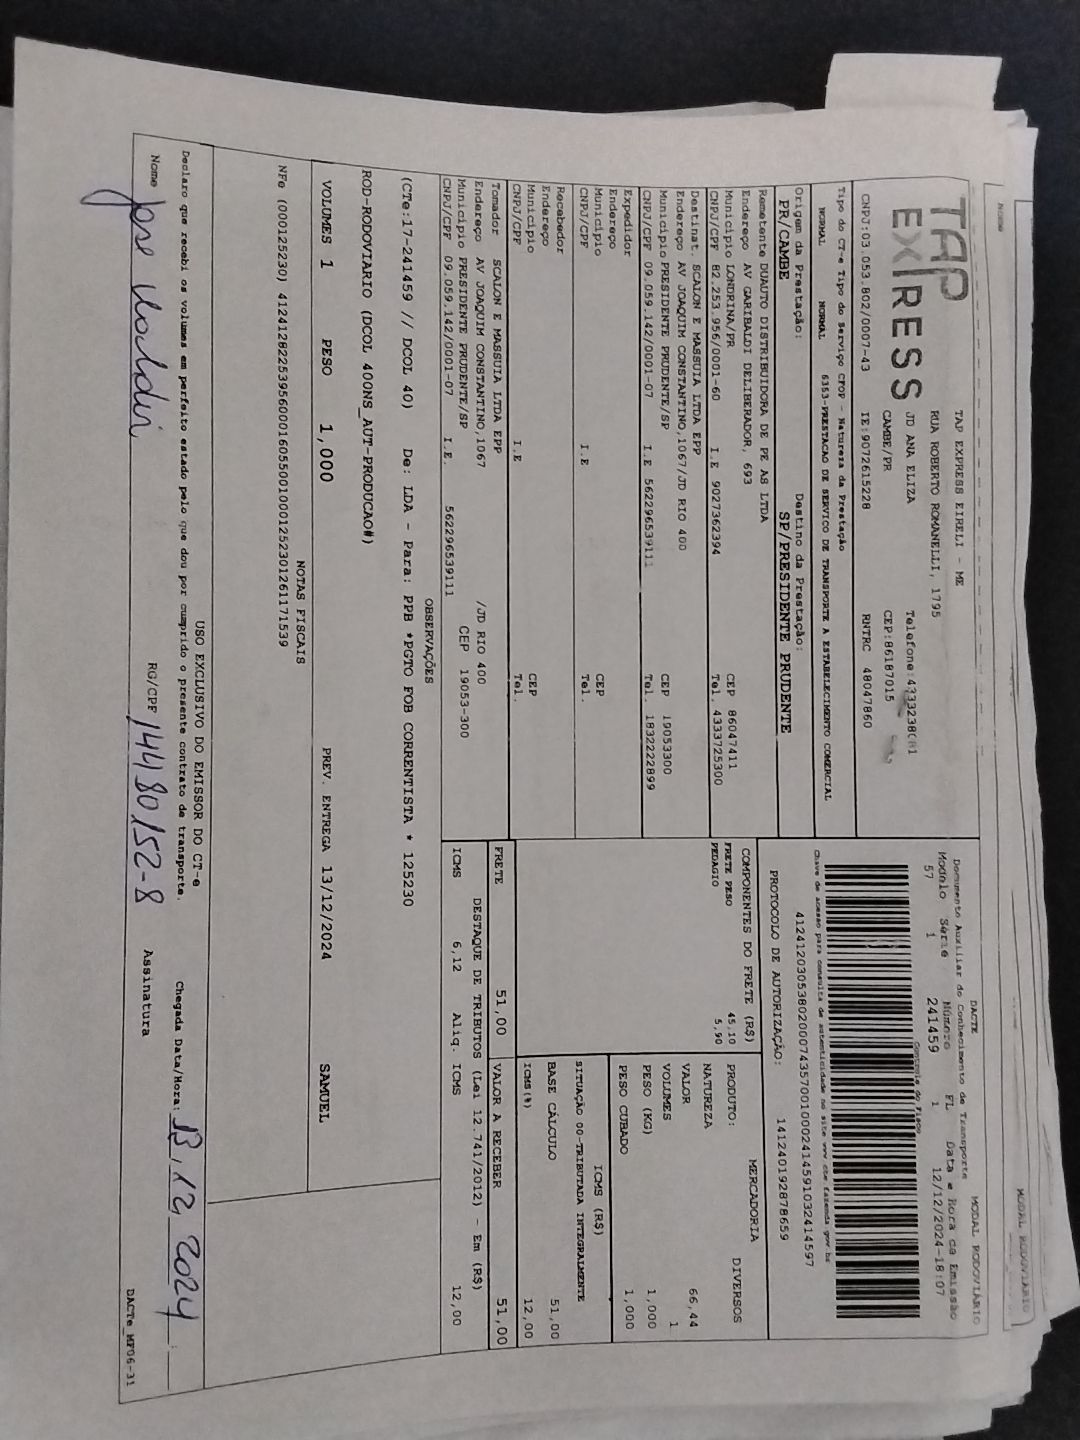 NOME
MODAL RODOVIÁRIO
TAP
EXPRESS
TAP EXPRESS EIRELI - ME
RUA ROBERTO ROMANELLI, 1795
JD ANA ELIZA
CAMBE/PR
CEP:86187015
CNPJ:03.053.802/0007-43 IE:9072615228 RNTRC 48047860
DACTE MODAL RODOVIÁRIO
Documento Auxiliar do Conhecimento de Transporte
Modelo Série Número FL Data e Hora da Emissão
57 1 241459 1 12/12/2024-18:07
Controle do Fisco
Chave de acesso para consulta de autenticidade no site www.cte.fazenda.gov.br
41241203053802000743570010002414591032414597
PROTOCOLO DE AUTORIZAÇÃO: 141240192878659
Tipo do CT-e Tipo do Serviço CFOP - Natureza da Prestação
NORMAL NORMAL 6353-PRESTACAO DE SERVICO DE TRANSPORTE A ESTABELECIMENTO COMERCIAL
Origem da Prestação: Destino da Prestação:
PR/CAMBE SP/PRESIDENTE PRUDENTE
Remetente DUAUTO DISTRIBUIDORA DE PE AS LTDA
Endereço AV GARIBALDI DELIBERADOR, 693
Município LONDRINA/PR CEP 86047411
CNPJ/CPF 82.253.956/0001-60 I.E 9027362394 Tel. 4333725300
Destinat. SCALON E MASSUIA LTDA EPP
Endereço AV JOAQUIM CONSTANTINO,1067/JD RIO 400
Município PRESIDENTE PRUDENTE/SP CEP 19053300
CNPJ/CPF 09.059.142/0001-07 I.E 562296539111 Tel. 1832222899
Expedidor
Endereço
Município CEP
CNPJ/CPF I.E Tel.
Recebedor
Endereço
Município CEP
CNPJ/CPF I.E Tel.
Tomador SCALON E MASSUIA LTDA EPP
Endereço AV JOAQUIM CONSTANTINO,1067 /JD RIO 400
Município PRESIDENTE PRUDENTE/SP CEP 19053-300
CNPJ/CPF 09.059.142/0001-07 I.E. 562296539111
COMPONENTES DO FRETE (R$)
FRETE PESO 45,10
PEDAGIO 5,90
MERCADORIA
PRODUTO: DIVERSOS
NATUREZA
VALOR 66,44
VOLUMES 1
PESO (KG) 1,000
PESO CUBADO 1,000
ICMS (R$)
SITUAÇÃO 00-TRIBUTADA INTEGRALMENTE
BASE CÁLCULO 51,00
ICMS(%) 12,00
FRETE 51,00 VALOR A RECEBER 51,00
DESTAQUE DE TRIBUTOS (Lei 12.741/2012) - Em (R$)
ICMS 6,12 Aliq. ICMS 12,00
OBSERVAÇÕES
(CTe:17-241459 // DCOL 40) De: LDA - Para: PPB *PGTO FOB CORRENTISTA * 125230
ROD-RODOVIARIO (DCOL 400NS_AUT-PRODUCAO#)
VOLUMES 1 PESO 1,000 PREV. ENTREGA 13/12/2024 SAMUEL
NOTAS FISCAIS
NFe (000125230) 41241282253956000160550010001252301261171539
USO EXCLUSIVO DO EMISSOR DO CT-e
Declaro que recebi os volumes em perfeito estado pelo que dou por cumprido o presente contrato de transporte. Chegada Data/Hora: 13,12,2024 :
Nome Jose RG/CPF 14480152-8 Assinatura
DACTe_MF06-31